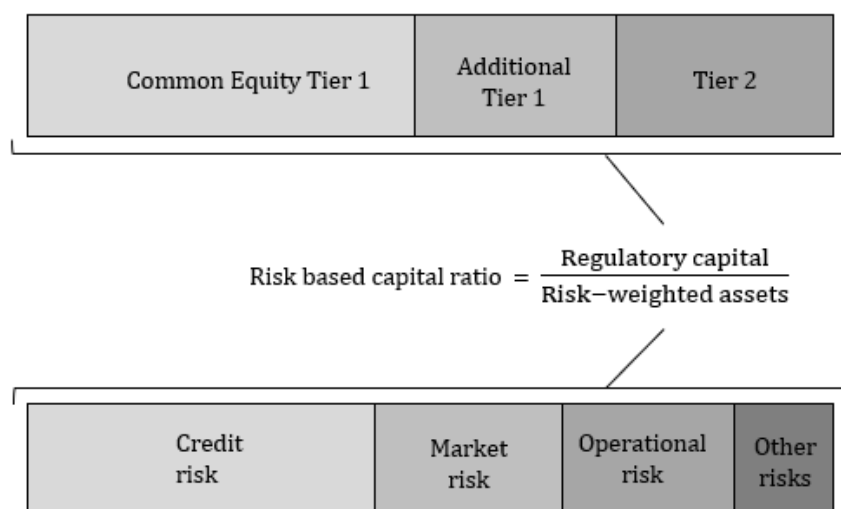 Common Equity Tier 1
Additional
Tier 1
Tier 2
Risk based capital ratio = Regulatory capital
Risk−weighted assets
Credit
risk
Market
risk
Operational
risk
Other
risks